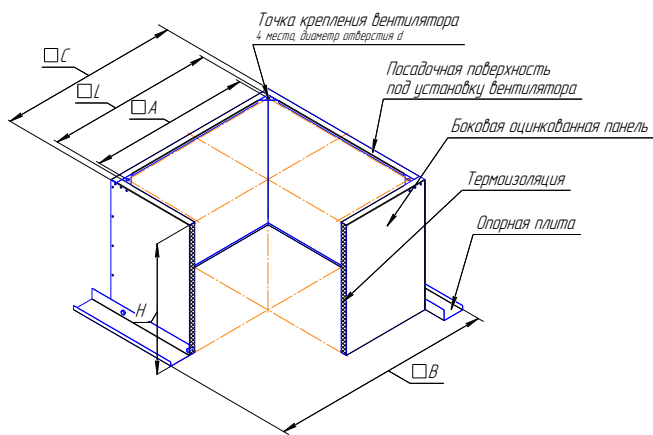 Точка крепления вентилятора
4 места, диаметр отверстия d
□C
□L
□A
Посадочная поверхность
под установку вентилятора
Боковая оцинкованная панель
Термоизоляция
Опорная плита
H
□B